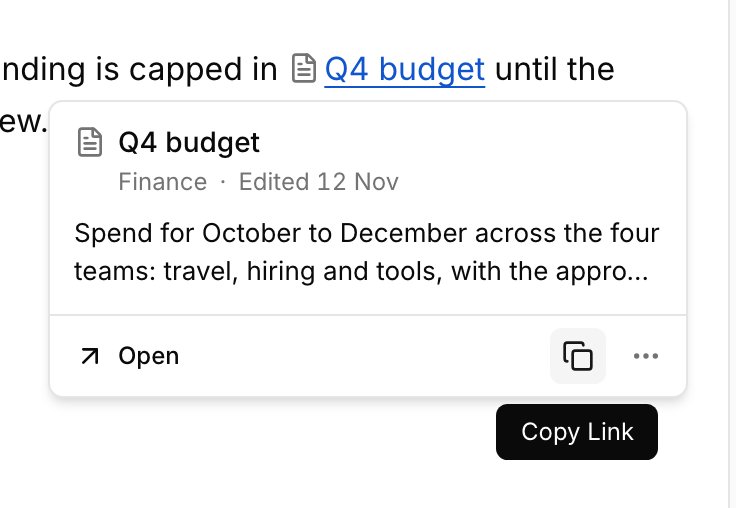 nding is capped in Q4 budget until the
ew.
Q4 budget
Finance · Edited 12 Nov
Spend for October to December across the four
teams: travel, hiring and tools, with the appro...
Open
Copy Link